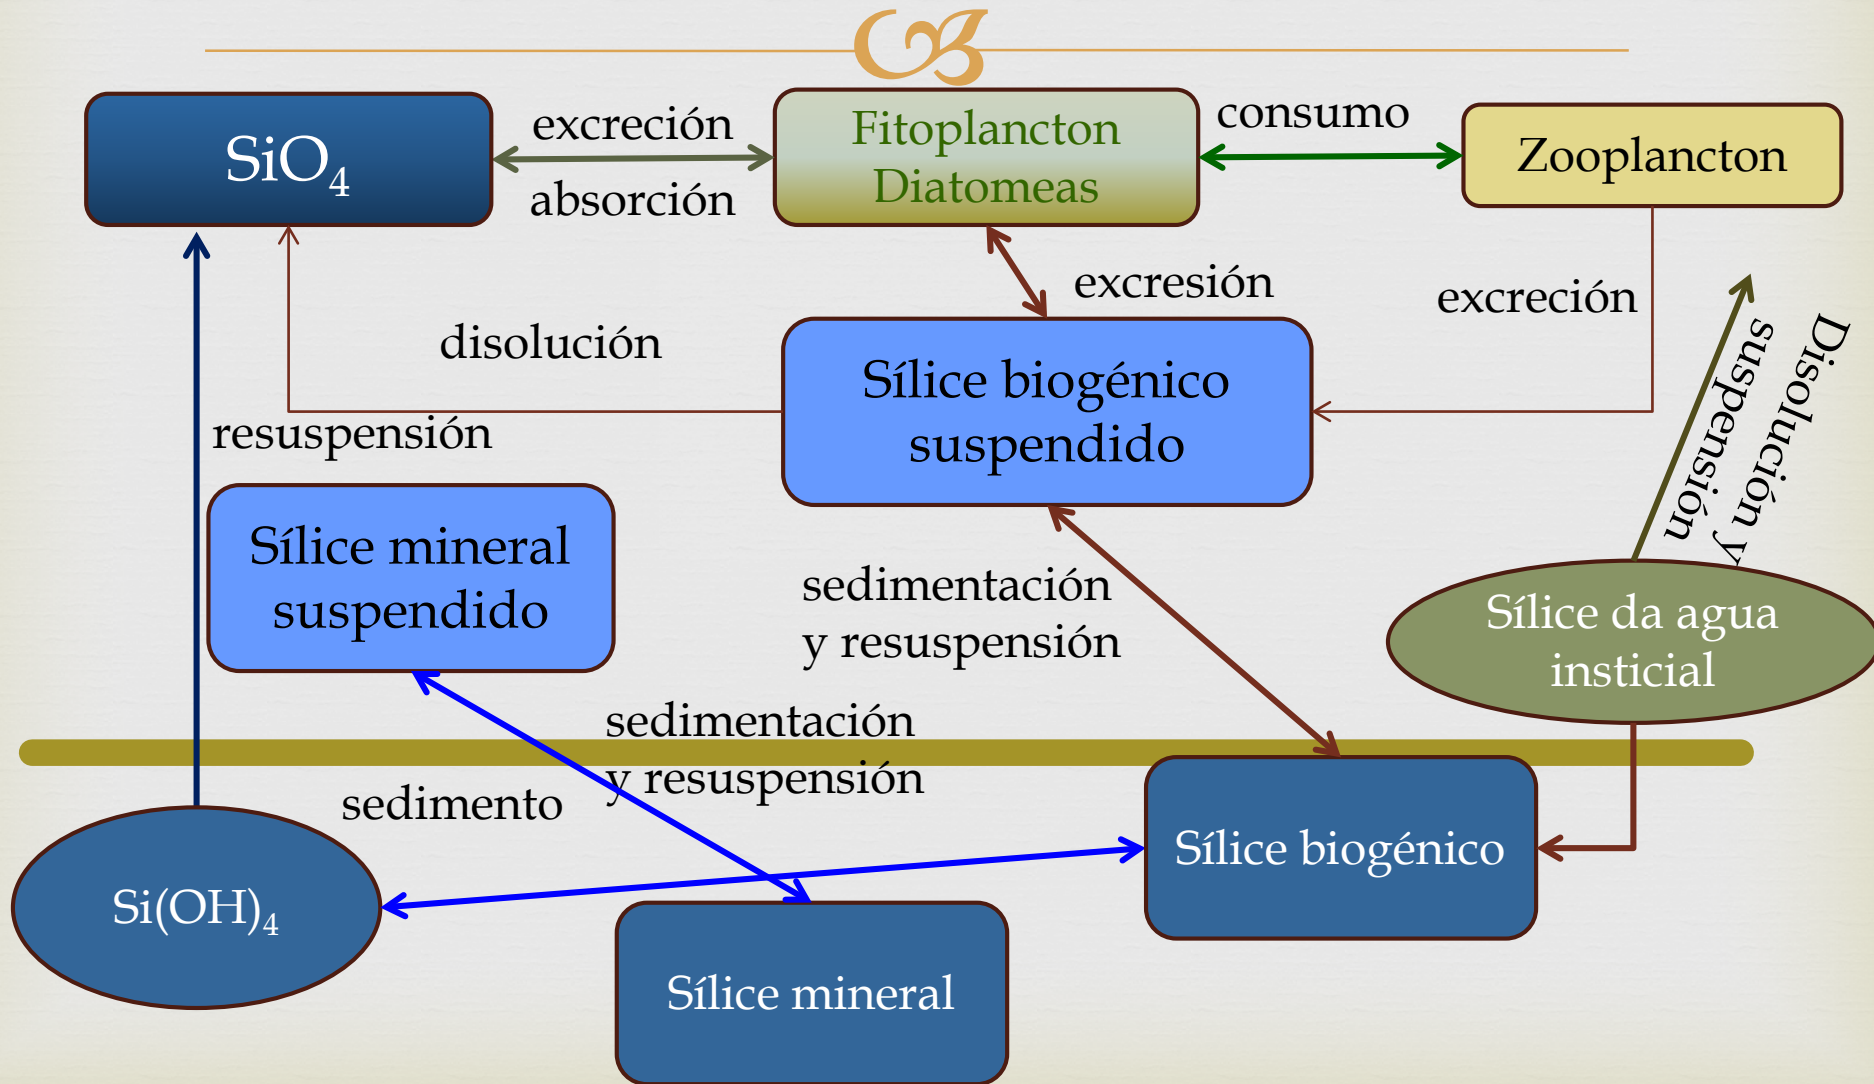 SiO₄
excreción
absorción
Fitoplancton
Diatomeas
consumo
Zooplancton
excresión
excreción
disolución
Sílice biogénico
suspendido
Disolución y
suspensión
resuspensión
Sílice mineral
suspendido
sedimentación
y resuspensión
Sílice da agua
insticial
sedimentación
y resuspensión
sedimento
Sílice biogénico
Si(OH)₄
Sílice mineral